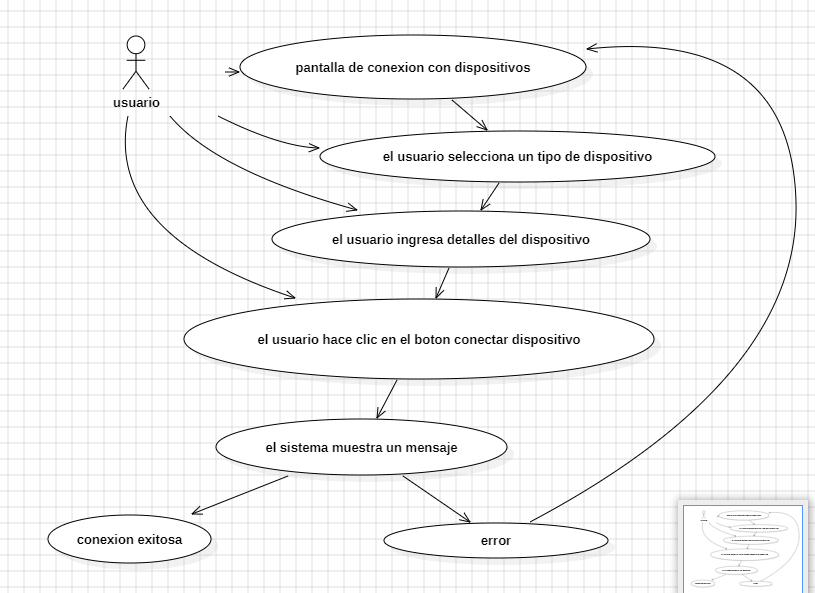 usuario
pantalla de conexion con dispositivos
el usuario selecciona un tipo de dispositivo
el usuario ingresa detalles del dispositivo
el usuario hace clic en el boton conectar dispositivo
el sistema muestra un mensaje
conexion exitosa
error